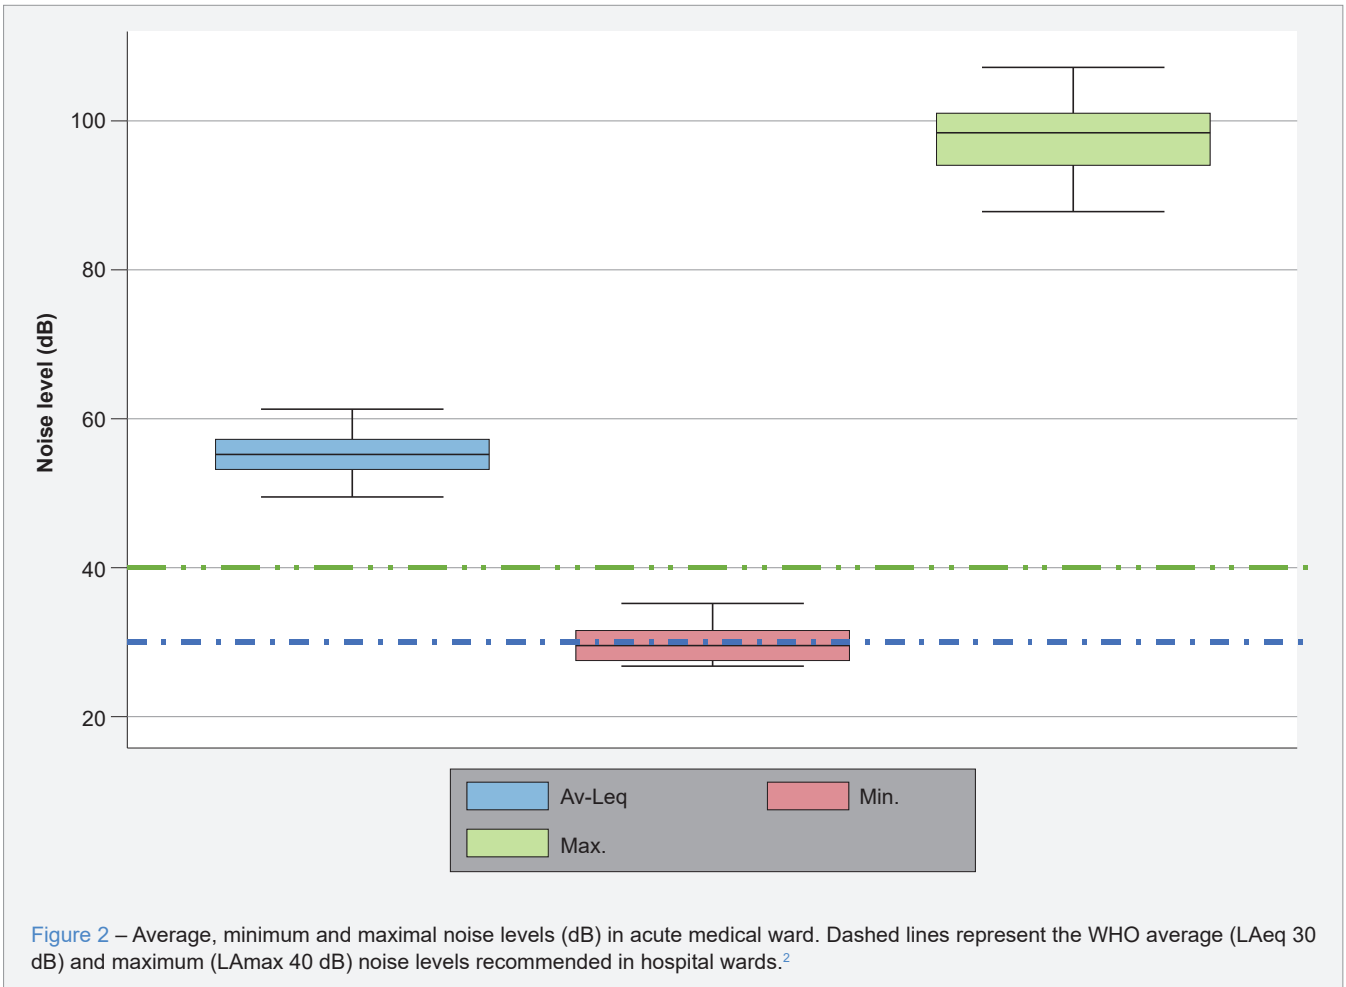 Noise level (dB)
100
80
60
40
20
Av-Leq
Min.
Max.
Figure 2 – Average, minimum and maximal noise levels (dB) in acute medical ward. Dashed lines represent the WHO average (LAeq 30
dB) and maximum (LAmax 40 dB) noise levels recommended in hospital wards.2